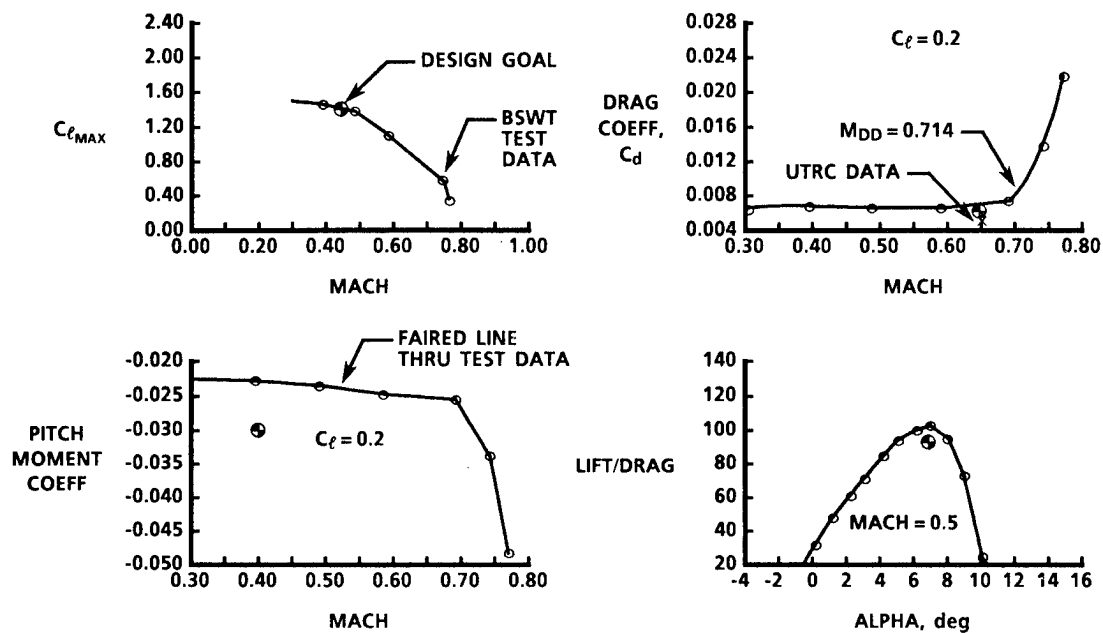 2.40
2.00
1.60
1.20
0.80
0.40
0.00
CℓMAX
DESIGN GOAL
BSWT
TEST
DATA
0.00 0.20 0.40 0.60 0.80 1.00
MACH
0.028
0.024
0.020
0.016
0.012
0.008
0.004
DRAG
COEFF,
Cd
Cℓ = 0.2
MDD = 0.714
UTRC DATA
0.30 0.40 0.50 0.60 0.70 0.80
MACH
-0.020
-0.025
-0.030
-0.035
-0.040
-0.045
-0.050
PITCH
MOMENT
COEFF
FAIRED LINE
THRU TEST DATA
Cℓ = 0.2
0.30 0.40 0.50 0.60 0.70 0.80
MACH
140
120
100
80
60
40
20
LIFT/DRAG
MACH = 0.5
-4 -2 0 2 4 6 8 10 12 14 16
ALPHA, deg